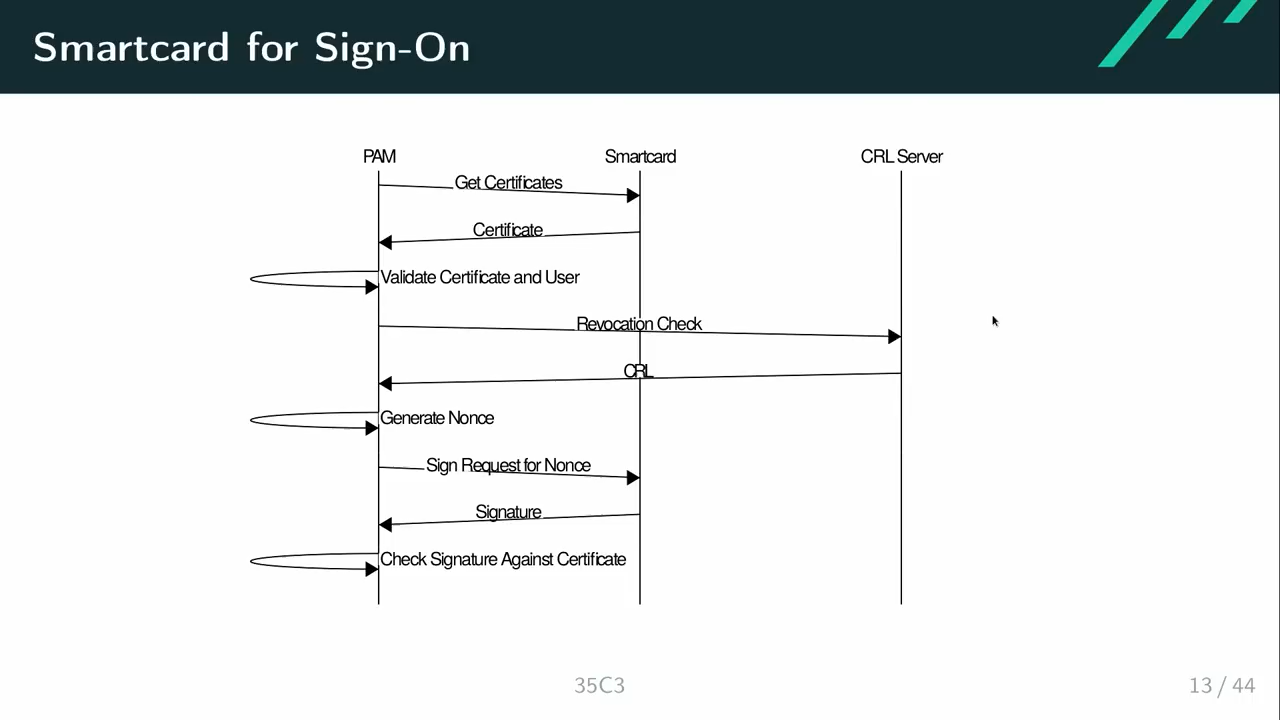 Smartcard for Sign-On
PAM
Smartcard
CRL Server
Get Certificates
Certificate
Validate Certificate and User
Revocation Check
CRL
Generate Nonce
Sign Request for Nonce
Signature
Check Signature Against Certificate
35C3
13 / 44